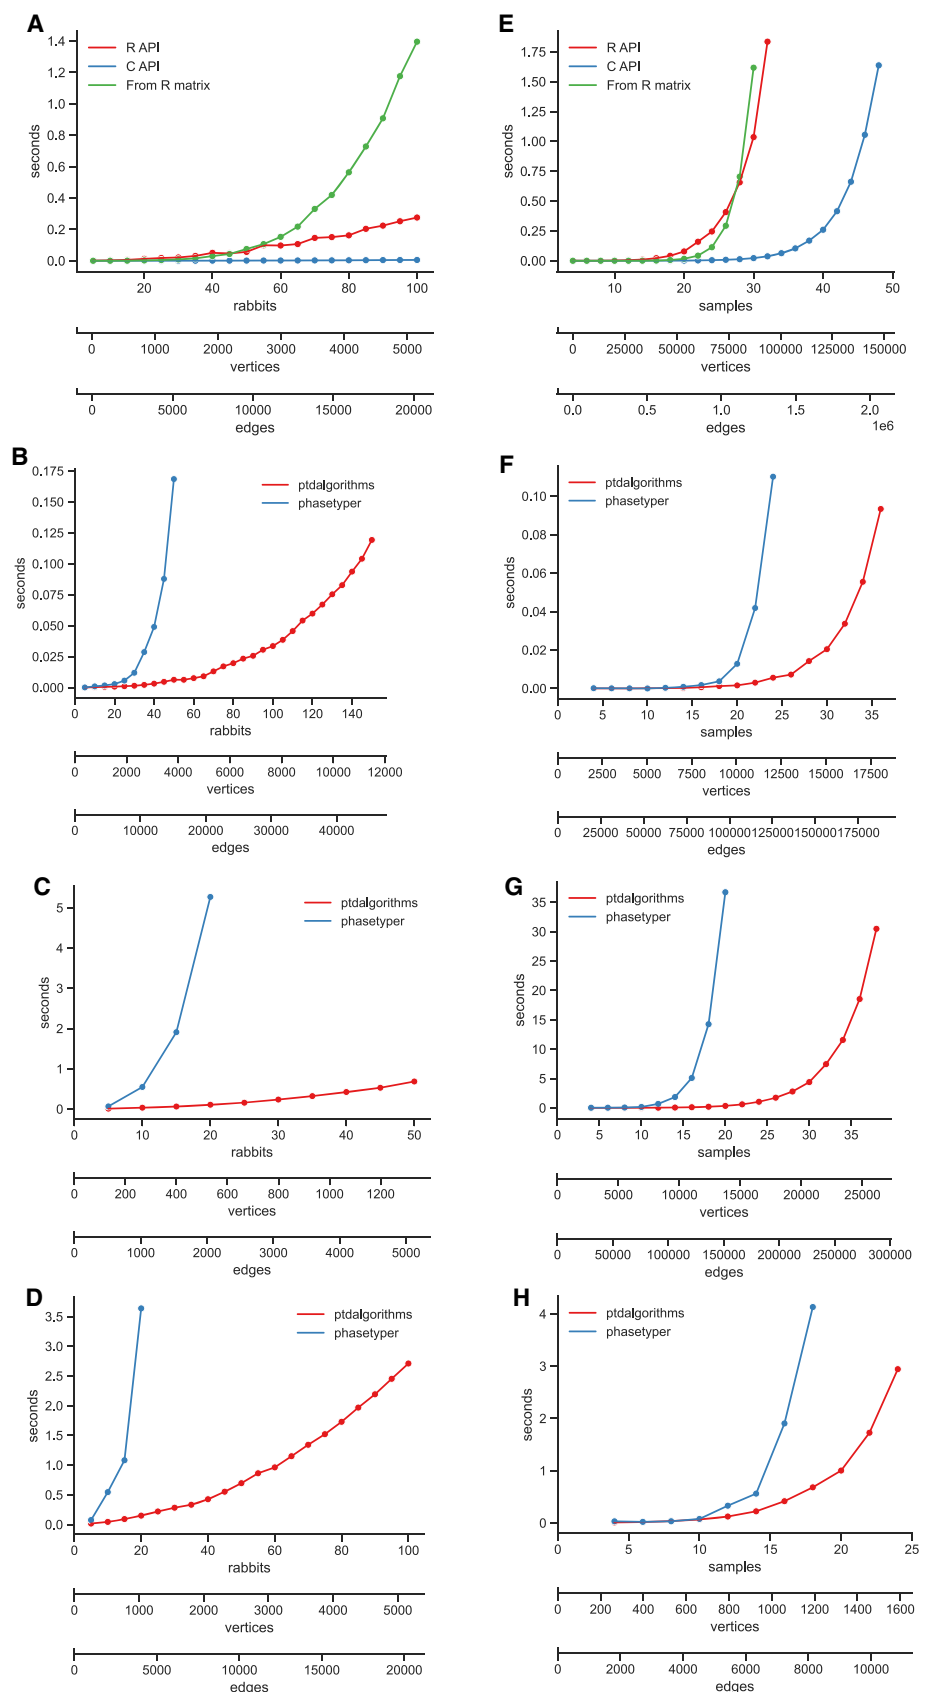 A
R API
C API
From R matrix
1.4
1.2
1.0
0.8
0.6
0.4
0.2
0.0
seconds
20 40 60 80 100
rabbits
0 1000 2000 3000 4000 5000
vertices
0 5000 10000 15000 20000
edges
E
R API
C API
From R matrix
1.75
1.50
1.25
1.00
0.75
0.50
0.25
0.00
seconds
10 20 30 40 50
samples
0 25000 50000 75000 100000 125000 150000
vertices
0.0 0.5 1.0 1.5 2.0
edges 1e6
B
ptdalgorithms
phasetyper
0.175
0.150
0.125
0.100
0.075
0.050
0.025
0.000
seconds
0 20 40 60 80 100 120 140
rabbits
0 2000 4000 6000 8000 10000 12000
vertices
0 10000 20000 30000 40000
edges
F
ptdalgorithms
phasetyper
0.10
0.08
0.06
0.04
0.02
0.00
seconds
0 5 10 15 20 25 30 35
samples
0 2500 5000 7500 10000 12500 15000 17500
vertices
0 25000 50000 75000 100000 125000 150000 175000
edges
C
ptdalgorithms
phasetyper
5
4
3
2
1
0
seconds
0 10 20 30 40 50
rabbits
0 200 400 600 800 1000 1200
vertices
0 1000 2000 3000 4000 5000
edges
G
ptdalgorithms
phasetyper
35
30
25
20
15
10
5
0
seconds
0 5 10 15 20 25 30 35
samples
0 5000 10000 15000 20000 25000
vertices
0 50000 100000 150000 200000 250000 300000
edges
D
ptdalgorithms
phasetyper
3.5
3.0
2.5
2.0
1.5
1.0
0.5
0.0
seconds
0 20 40 60 80 100
rabbits
0 1000 2000 3000 4000 5000
vertices
0 5000 10000 15000 20000
edges
H
ptdalgorithms
phasetyper
4
3
2
1
0
seconds
0 5 10 15 20 25
samples
0 200 400 600 800 1000 1200 1400 1600
vertices
0 2000 4000 6000 8000 10000
edges